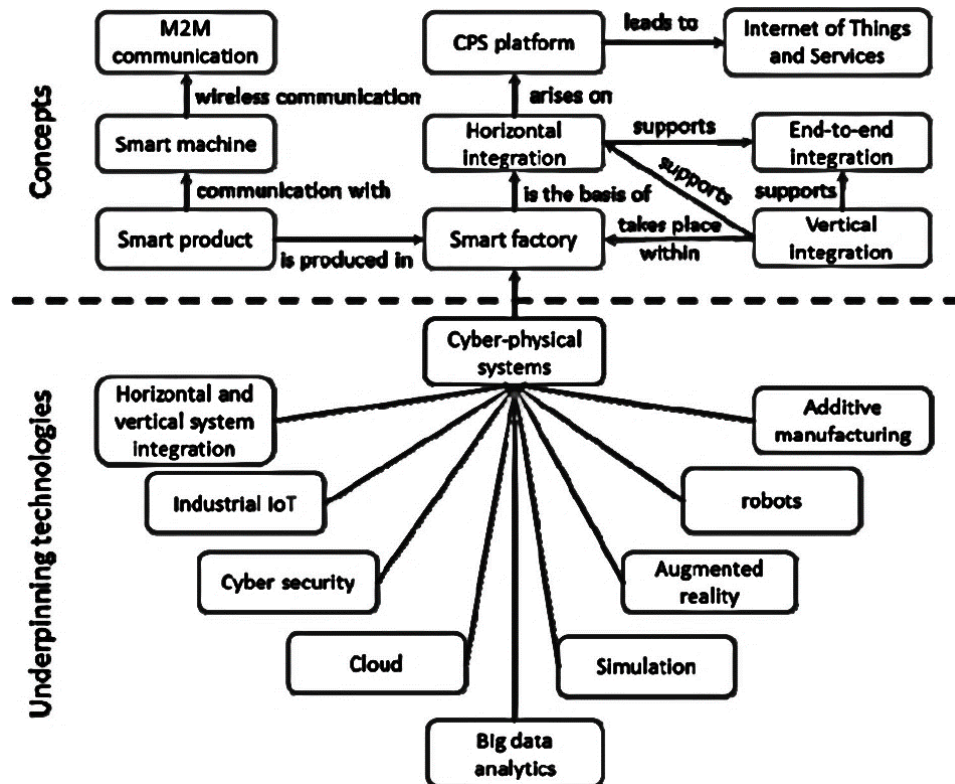 M2M
communication
CPS platform
leads to
Internet of Things
and Services
wireless communication
arises on
Smart machine
Horizontal
integration
supports
End-to-end
integration
communication with
is the basis of
supports
supports
Smart product
is produced in
Smart factory
takes place
within
Vertical
integration
Concepts
Cyber-physical
systems
Horizontal and
vertical system
integration
Additive
manufacturing
Industrial IoT
robots
Cyber security
Augmented
reality
Cloud
Simulation
Big data
analytics
Underpinning technologies